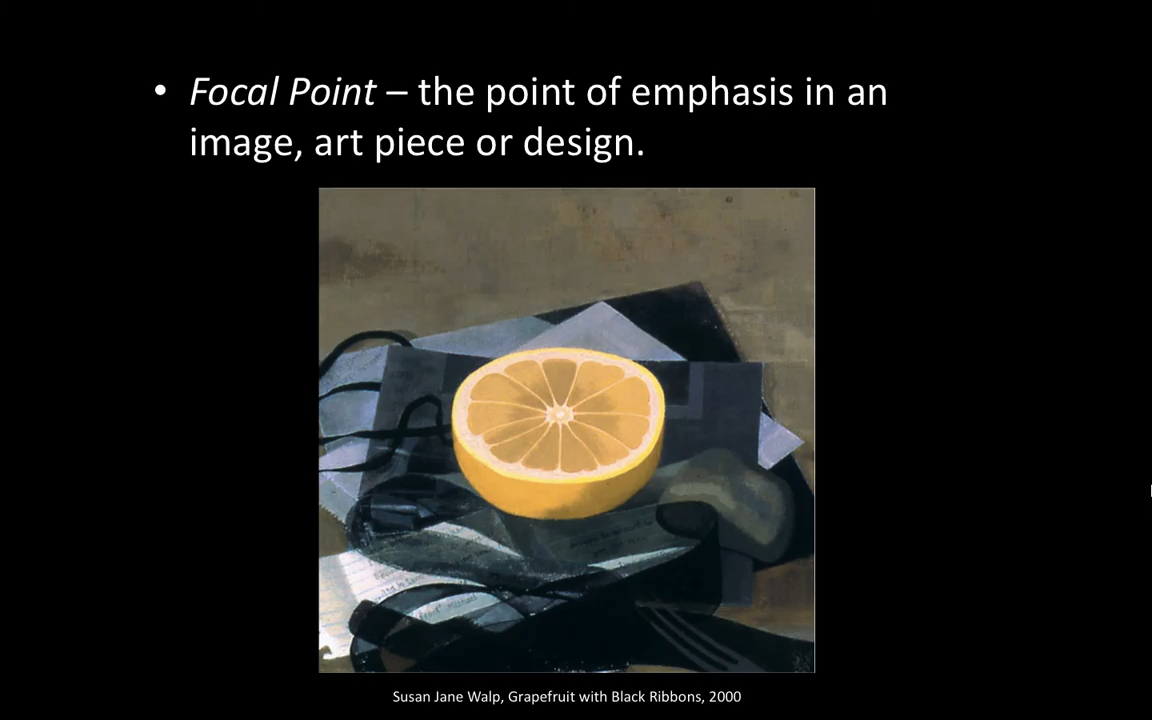 • Focal Point – the point of emphasis in an
image, art piece or design.
Susan Jane Walp, Grapefruit with Black Ribbons, 2000